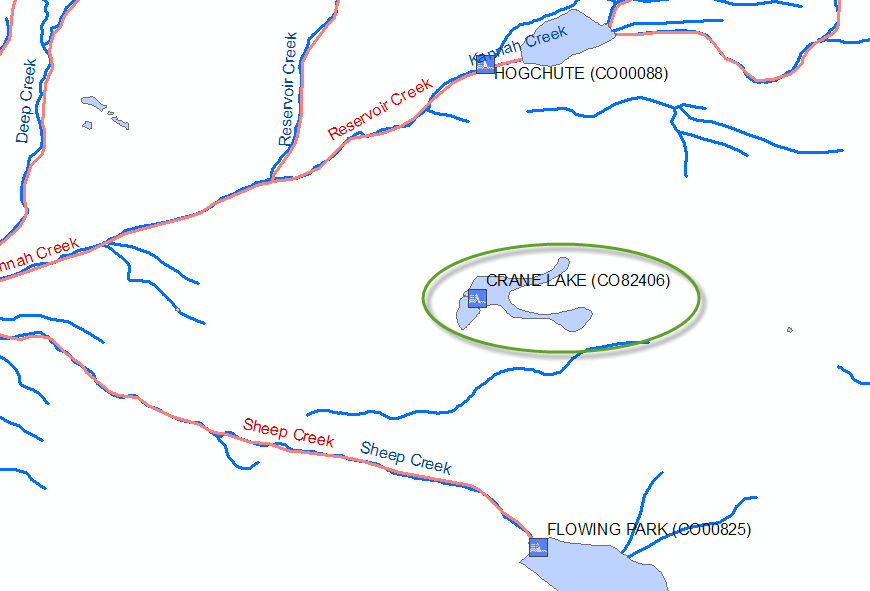 Kannah Creek
HOGCHUTE (CO00088)
Deep Creek
Reservoir Creek
Reservoir Creek
nnah Creek
CRANE LAKE (CO82406)
Sheep Creek
Sheep Creek
FLOWING PARK (CO00825)